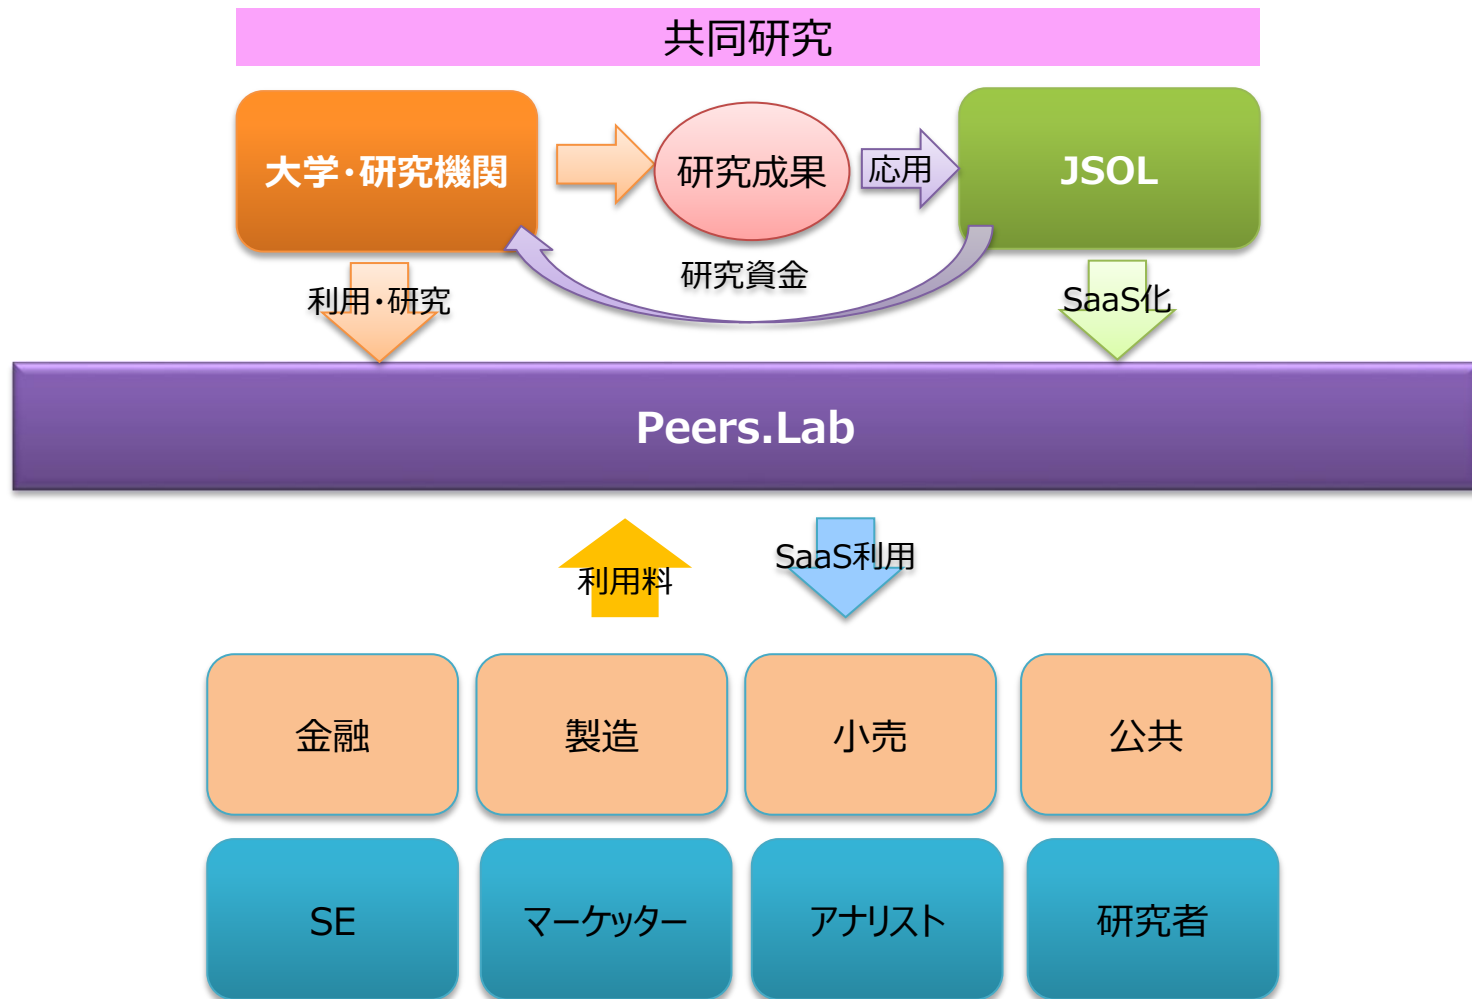 共同研究
大学・研究機関
研究成果
応用
JSOL
研究資金
利用・研究
SaaS化
Peers.Lab
利用料
SaaS利用
金融
製造
小売
公共
SE
マーケッター
アナリスト
研究者